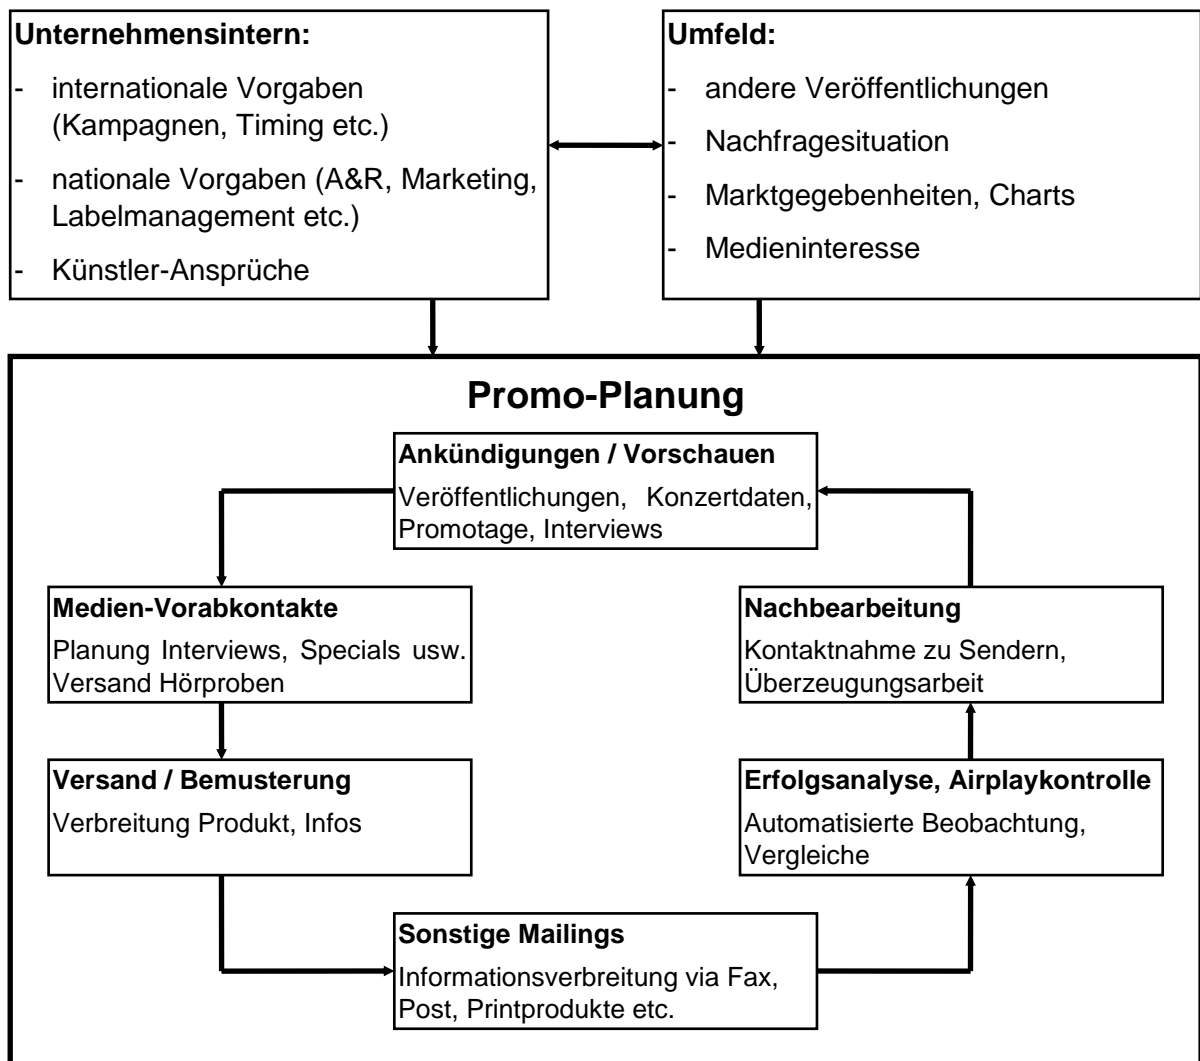 Unternehmensintern:
- internationale Vorgaben
(Kampagnen, Timing etc.)
- nationale Vorgaben (A&R, Marketing,
Labelmanagement etc.)
- Künstler-Ansprüche
Umfeld:
- andere Veröffentlichungen
- Nachfragesituation
- Marktgegebenheiten, Charts
- Medieninteresse
Promo-Planung
Ankündigungen / Vorschauen
Veröffentlichungen, Konzertdaten,
Promotage, Interviews
Medien-Vorabkontakte
Planung Interviews, Specials usw.
Versand Hörproben
Nachbearbeitung
Kontaktnahme zu Sendern,
Überzeugungsarbeit
Versand / Bemusterung
Verbreitung Produkt, Infos
Erfolgsanalyse, Airplaykontrolle
Automatisierte Beobachtung,
Vergleiche
Sonstige Mailings
Informationsverbreitung via Fax,
Post, Printprodukte etc.